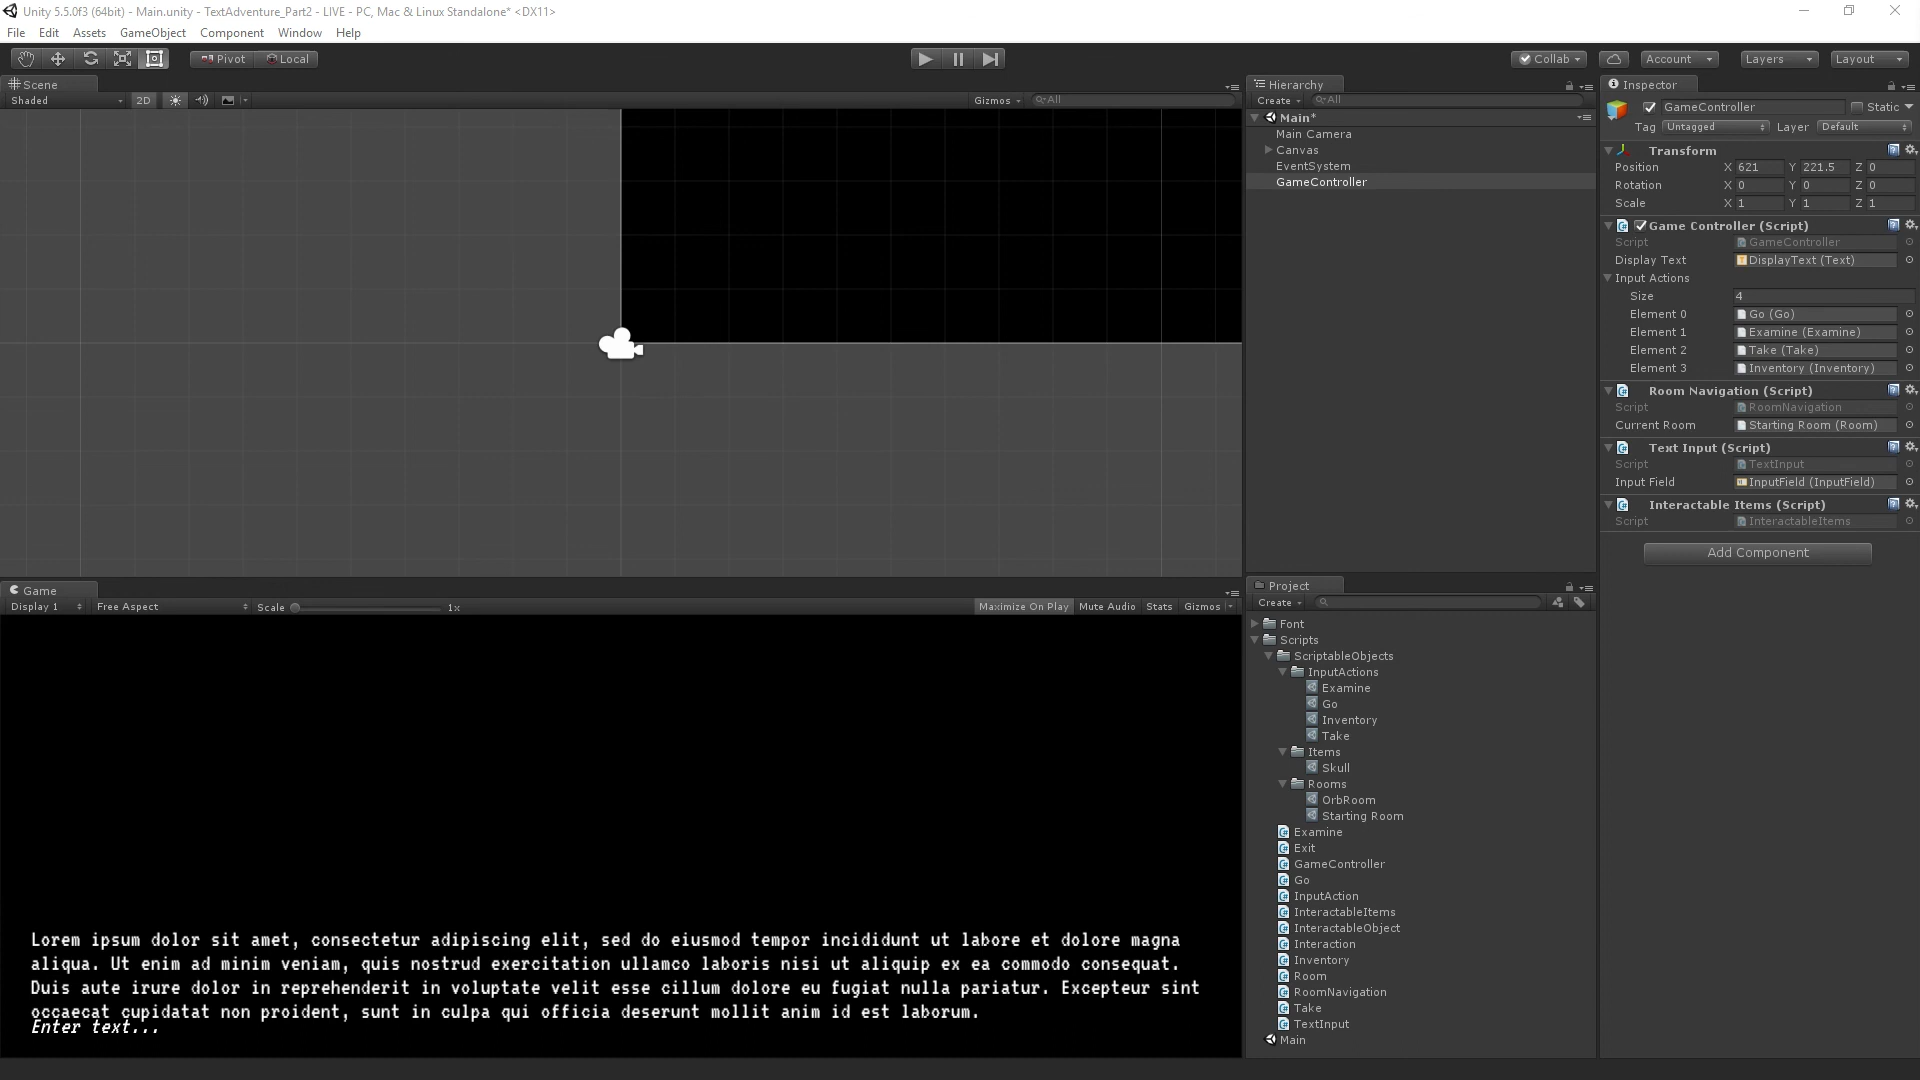 Unity 5.5.0f3 (64bit) - Main.unity - TextAdventure_Part2 - LIVE - PC, Mac & Linux Standalone* <DX11>
File Edit Assets GameObject Component Window Help
Pivot Local Collab Account Layers Layout
Scene
Shaded 2D Gizmos All
Hierarchy
Create All
Main*
Main Camera
Canvas
EventSystem
GameController
Inspector
GameController Static
Tag Untagged Layer Default
Transform
Position X 621 Y 221.5 Z 0
Rotation X 0 Y 0 Z 0
Scale X 1 Y 1 Z 1
Game Controller (Script)
Script GameController
Display Text DisplayText (Text)
Input Actions
Size 4
Element 0 Go (Go)
Element 1 Examine (Examine)
Element 2 Take (Take)
Element 3 Inventory (Inventory)
Room Navigation (Script)
Script RoomNavigation
Current Room Starting Room (Room)
Text Input (Script)
Script TextInput
Input Field InputField (InputField)
Interactable Items (Script)
Script InteractableItems
Add Component
Game
Display 1 Free Aspect Scale 1x Maximize On Play Mute Audio Stats Gizmos
Lorem ipsum dolor sit amet, consectetur adipiscing elit, sed do eiusmod tempor incididunt ut labore et dolore magna
aliqua. Ut enim ad minim veniam, quis nostrud exercitation ullamco laboris nisi ut aliquip ex ea commodo consequat.
Duis aute irure dolor in reprehenderit in voluptate velit esse cillum dolore eu fugiat nulla pariatur. Excepteur sint
occaecat cupidatat non proident, sunt in culpa qui officia deserunt mollit anim id est laborum.
Enter text...
Project
Create
Font
Scripts
ScriptableObjects
InputActions
Examine
Go
Inventory
Take
Items
Skull
Rooms
OrbRoom
Starting Room
Examine
Exit
GameController
Go
InputAction
InteractableItems
InteractableObject
Interaction
Inventory
Room
RoomNavigation
Take
TextInput
Main